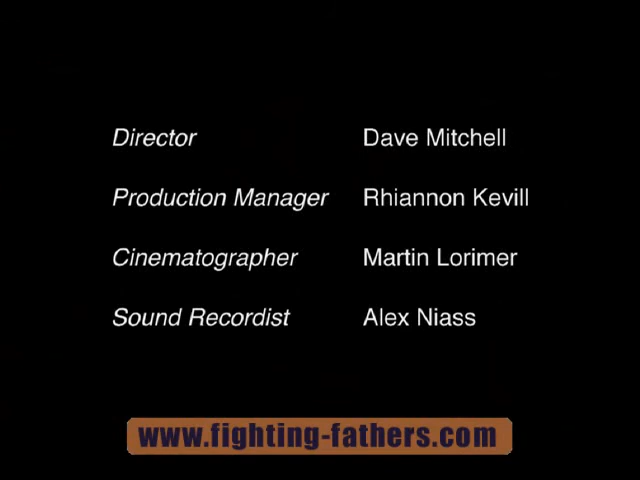 Director Dave Mitchell
Production Manager Rhiannon Kevill
Cinematographer Martin Lorimer
Sound Recordist Alex Niass
www.fighting-fathers.com